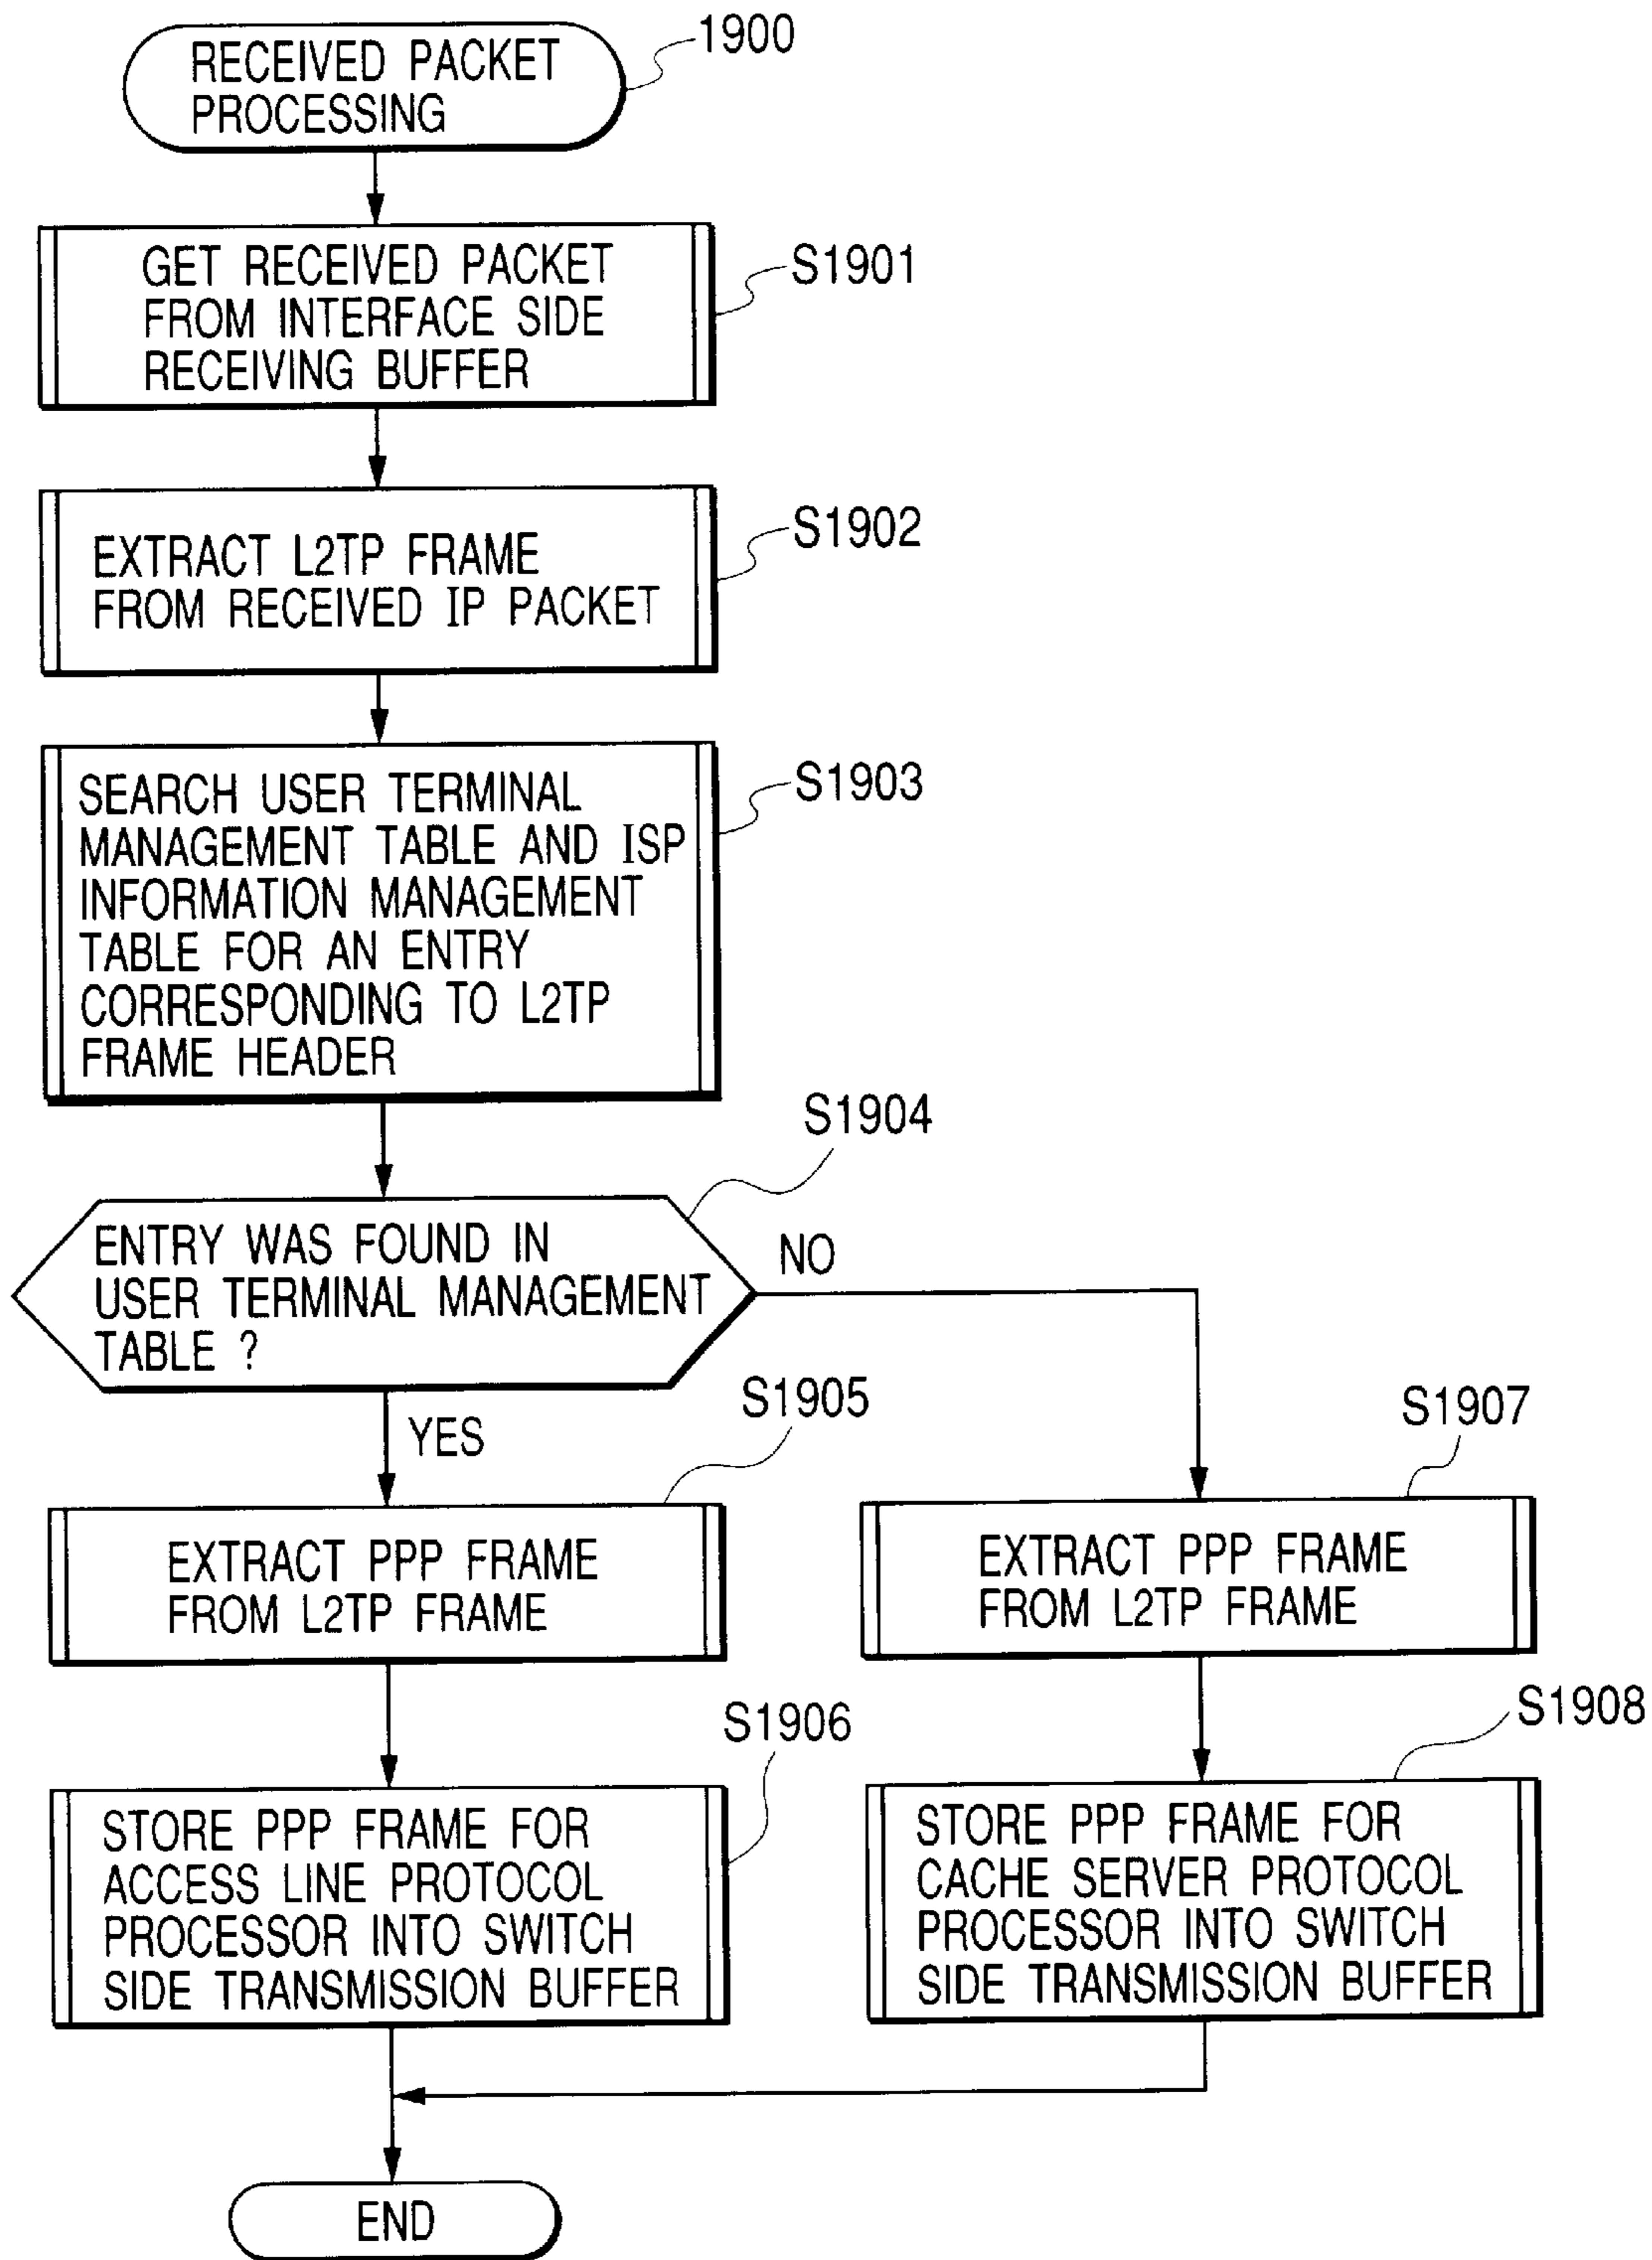 RECEIVED PACKET
PROCESSING
1900
GET RECEIVED PACKET
FROM INTERFACE SIDE
RECEIVING BUFFER
S1901
EXTRACT L2TP FRAME
FROM RECEIVED IP PACKET
S1902
SEARCH USER TERMINAL
MANAGEMENT TABLE AND ISP
INFORMATION MANAGEMENT
TABLE FOR AN ENTRY
CORRESPONDING TO L2TP
FRAME HEADER
S1903
S1904
ENTRY WAS FOUND IN
USER TERMINAL MANAGEMENT
TABLE ?
NO
YES
S1905
EXTRACT PPP FRAME
FROM L2TP FRAME
S1907
EXTRACT PPP FRAME
FROM L2TP FRAME
S1906
STORE PPP FRAME FOR
ACCESS LINE PROTOCOL
PROCESSOR INTO SWITCH
SIDE TRANSMISSION BUFFER
S1908
STORE PPP FRAME FOR
CACHE SERVER PROTOCOL
PROCESSOR INTO SWITCH
SIDE TRANSMISSION BUFFER
END